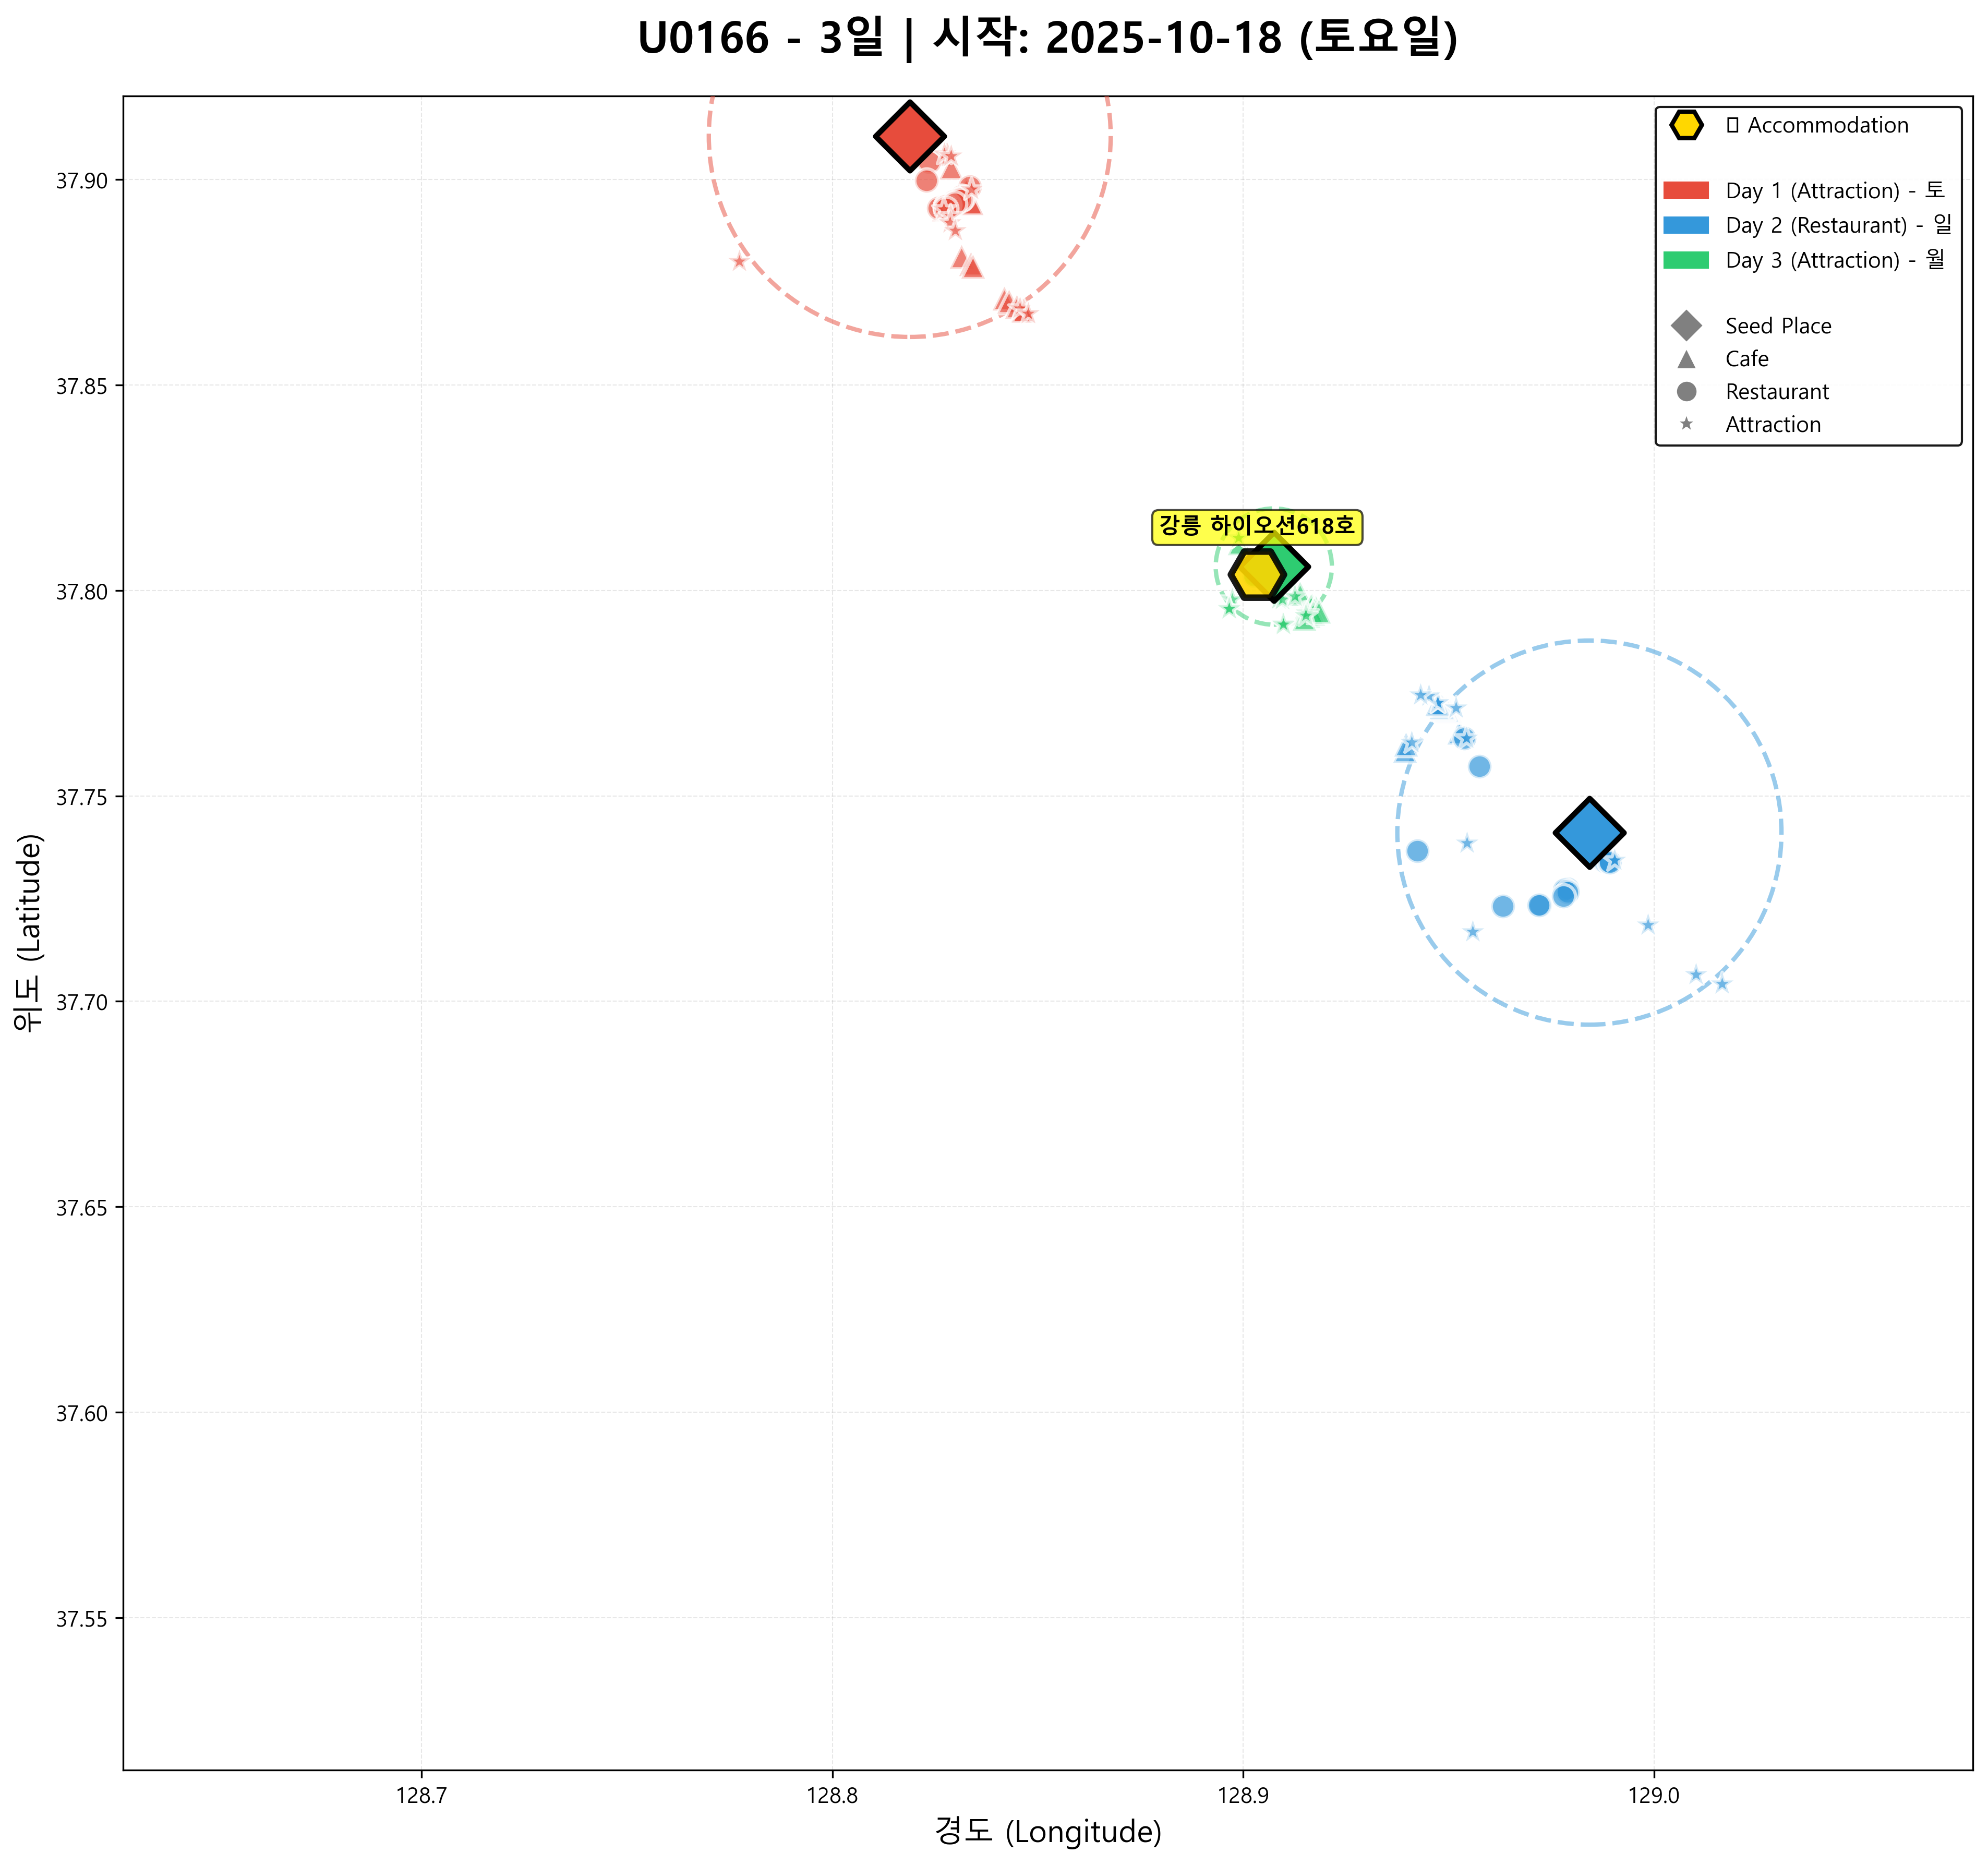 U0166 - 3일 | 시작: 2025-10-18 (토요일)
Accommodation
Day 1 (Attraction) - 토
Day 2 (Restaurant) - 일
Day 3 (Attraction) - 월
Seed Place
Cafe
Restaurant
Attraction
강릉 하이오션618호
37.90
37.85
37.80
37.75
37.70
37.65
37.60
37.55
위도 (Latitude)
128.7
128.8
128.9
129.0
경도 (Longitude)